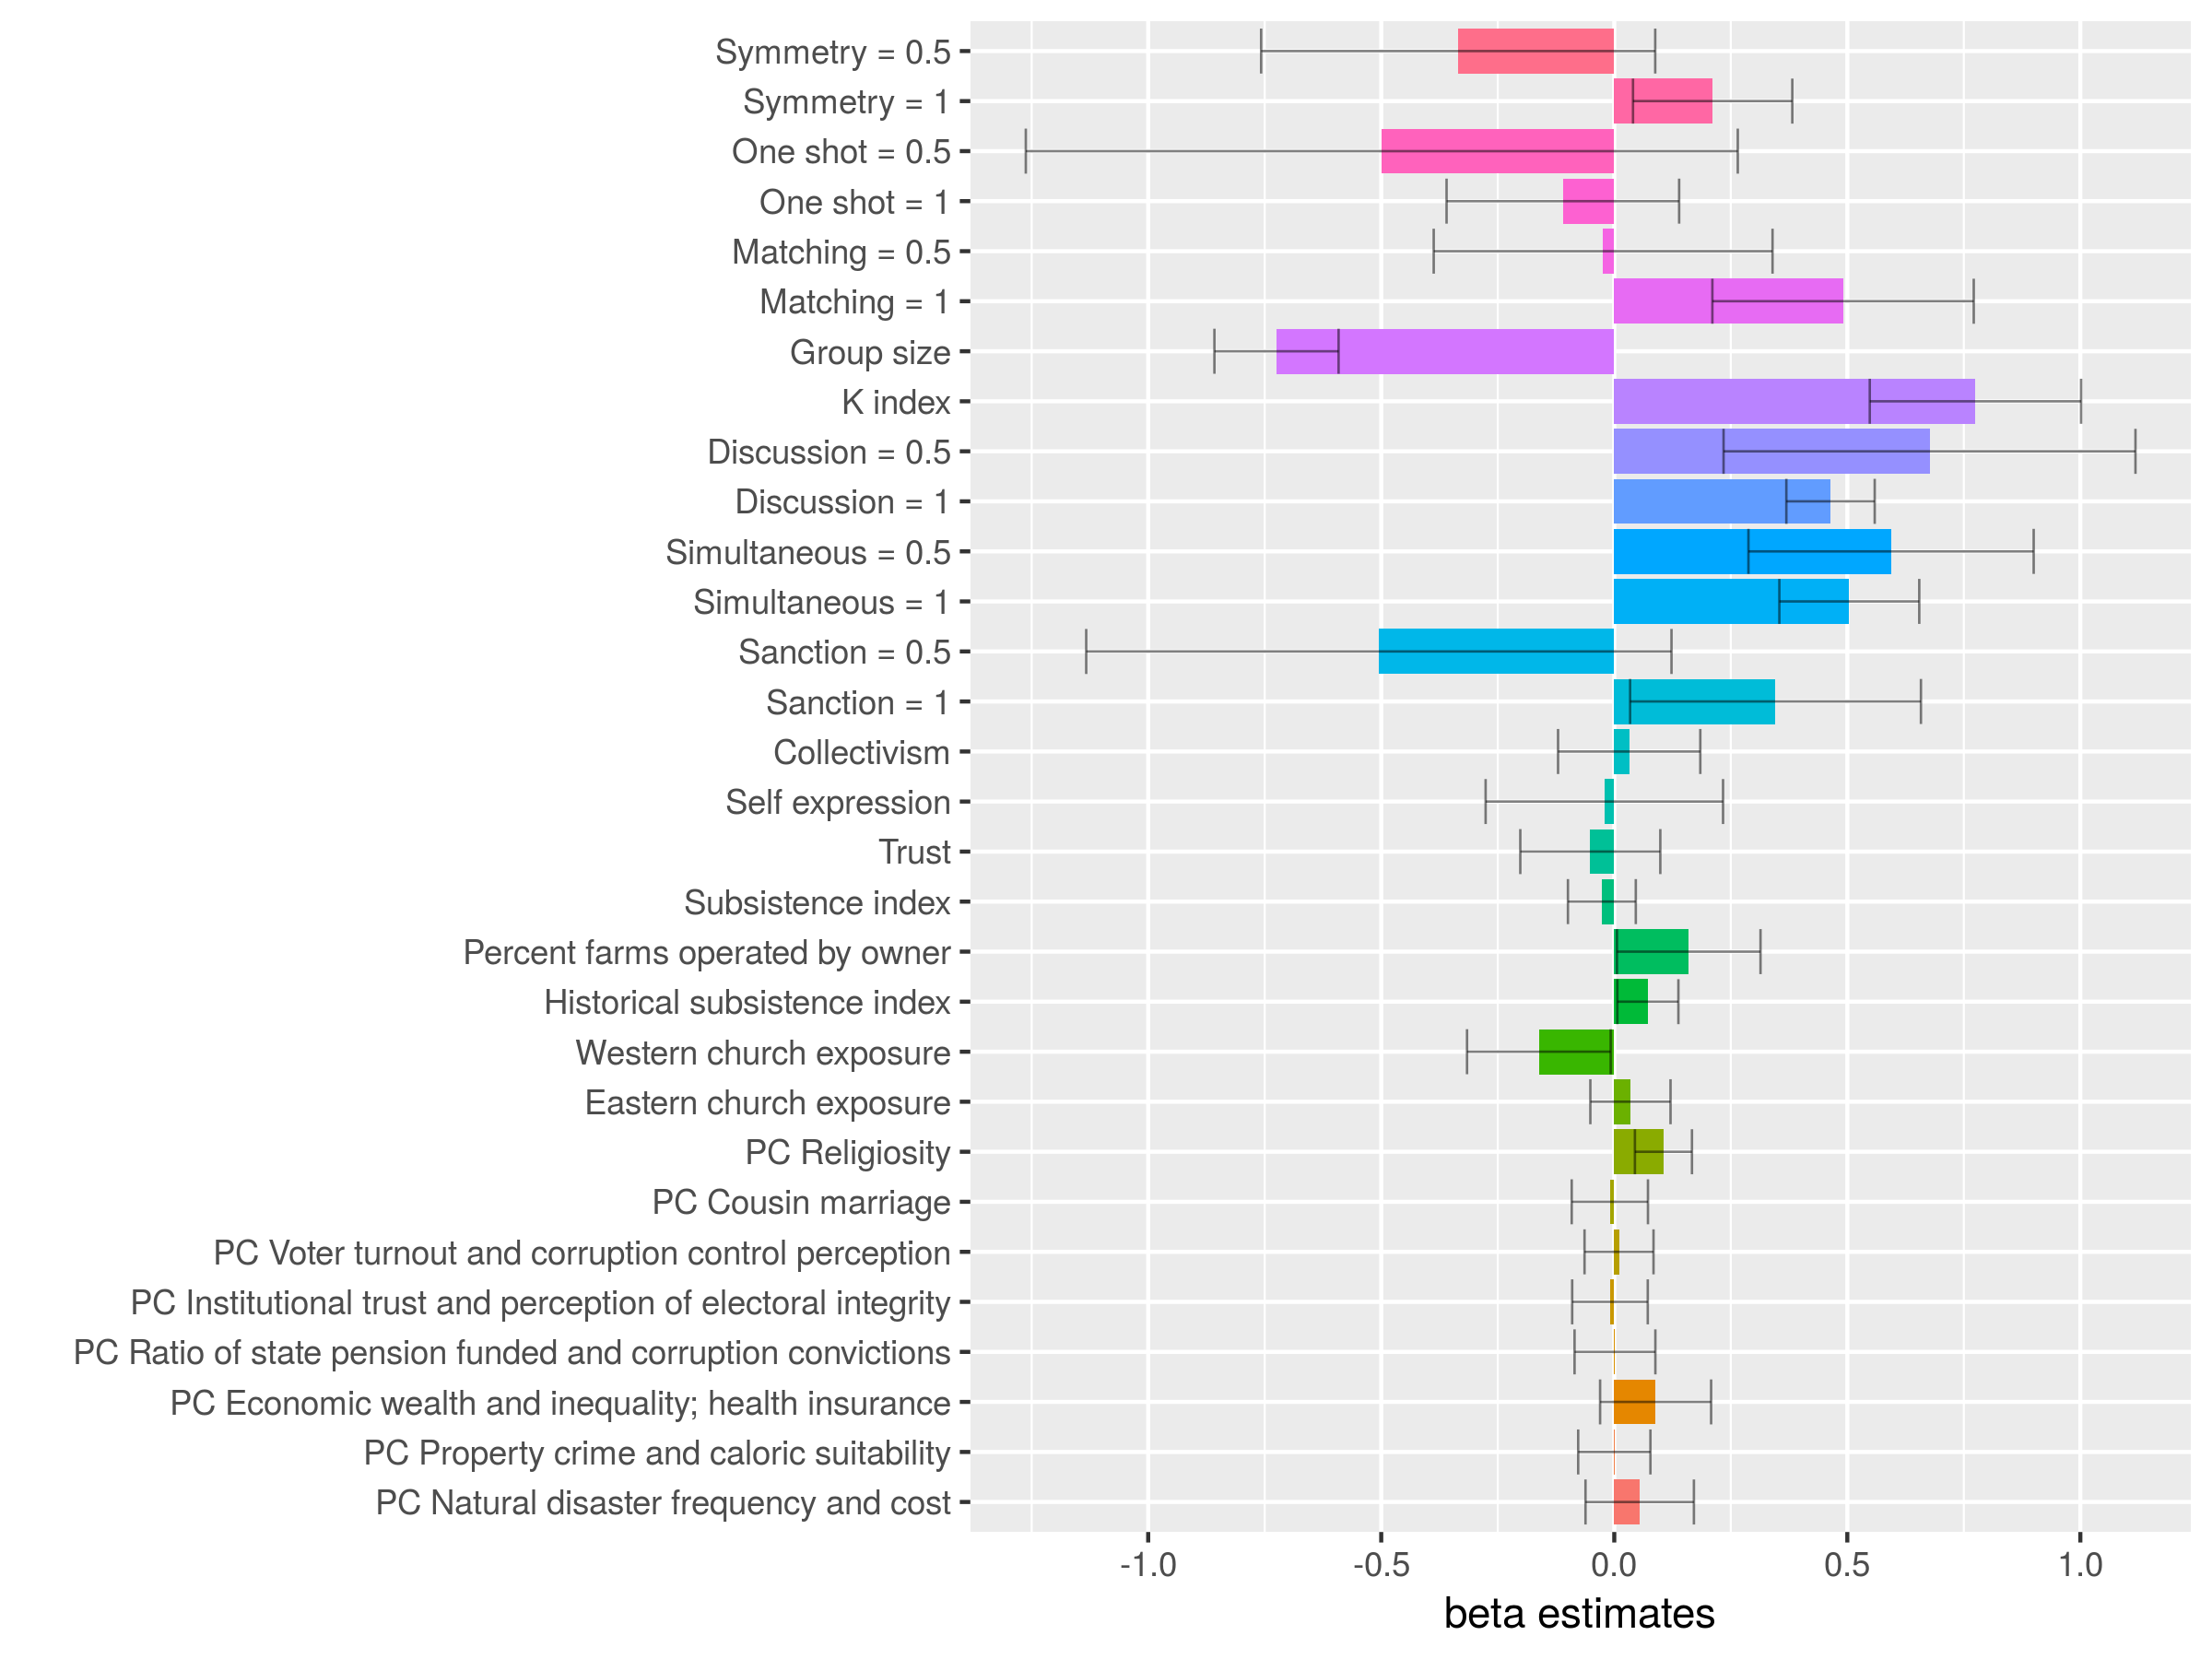 Symmetry = 0.5
Symmetry = 1
One shot = 0.5
One shot = 1
Matching = 0.5
Matching = 1
Group size
K index
Discussion = 0.5
Discussion = 1
Simultaneous = 0.5
Simultaneous = 1
Sanction = 0.5
Sanction = 1
Collectivism
Self expression
Trust
Subsistence index
Percent farms operated by owner
Historical subsistence index
Western church exposure
Eastern church exposure
PC Religiosity
PC Cousin marriage
PC Voter turnout and corruption control perception
PC Institutional trust and perception of electoral integrity
PC Ratio of state pension funded and corruption convictions
PC Economic wealth and inequality; health insurance
PC Property crime and caloric suitability
PC Natural disaster frequency and cost
-1.0 -0.5 0.0 0.5 1.0
beta estimates